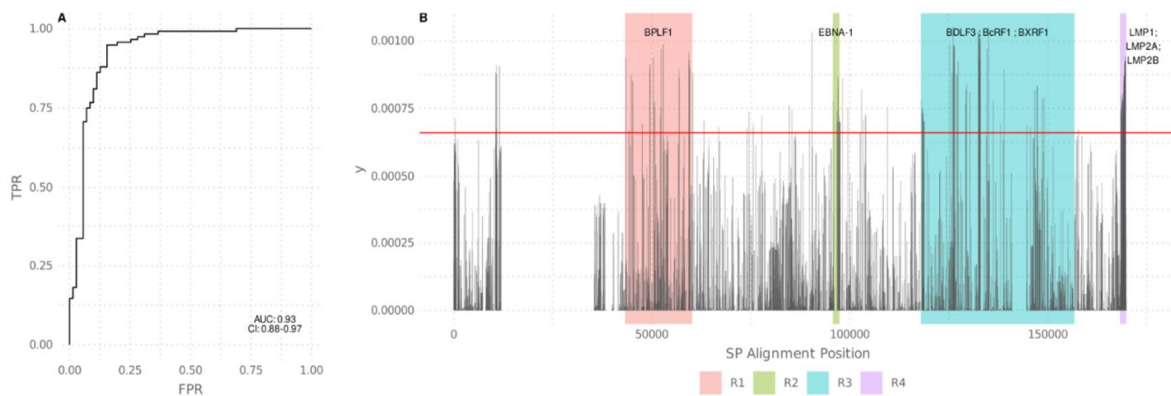 A
1.00
0.75
0.50
0.25
0.00
TPR
0.00 0.25 0.50 0.75 1.00
FPR
AUC: 0.93
CI: 0.88-0.97
B
0.00100
0.00075
0.00050
0.00025
0.00000
y
BPLF1
EBNA-1
BDLF3 ; BcRF1 ; BXRF1
LMP1;
LMP2A;
LMP2B
0 50000 100000 150000
SP Alignment Position
R1 R2 R3 R4